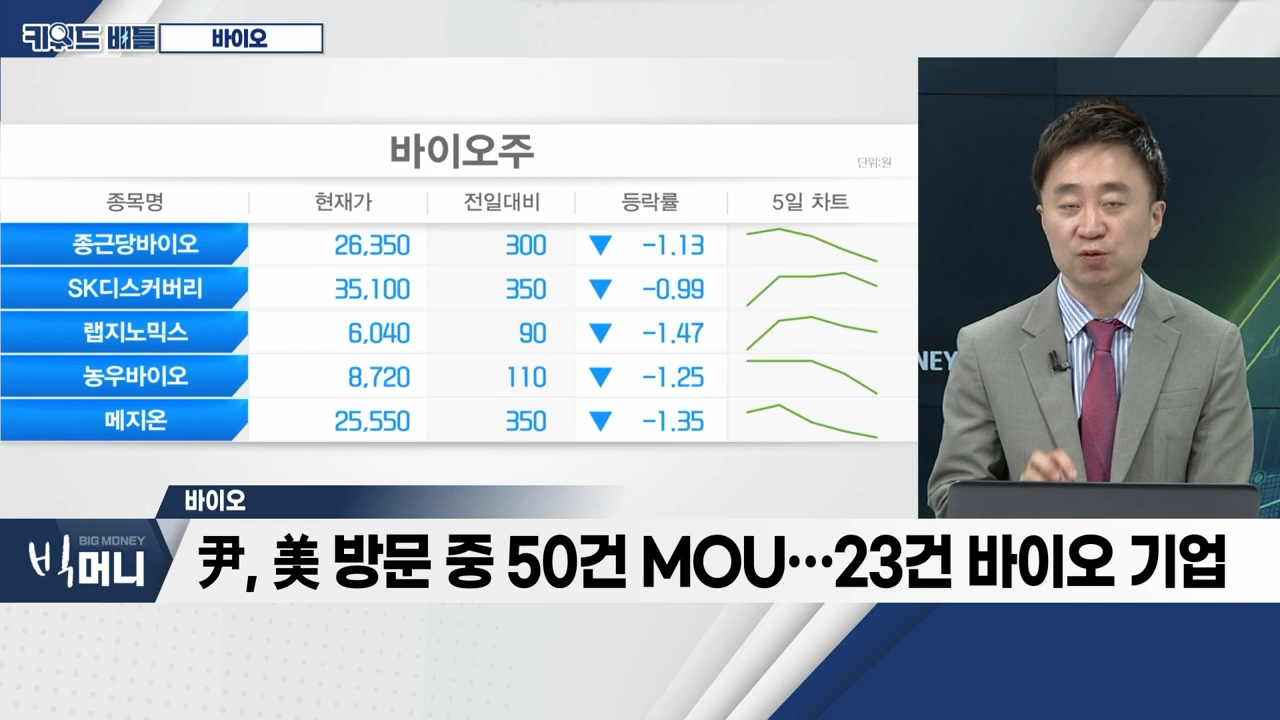 키워드 배틀 바이오
바이오주
단위:원
종목명 현재가 전일대비 등락률 5일 차트
종근당바이오 26,350 300 ▼ -1.13
SK디스커버리 35,100 350 ▼ -0.99
랩지노믹스 6,040 90 ▼ -1.47
농우바이오 8,720 110 ▼ -1.25
메지온 25,550 350 ▼ -1.35
NEY
바이오
BIG MONEY
빅머니
尹, 美 방문 중 50건 MOU…23건 바이오 기업